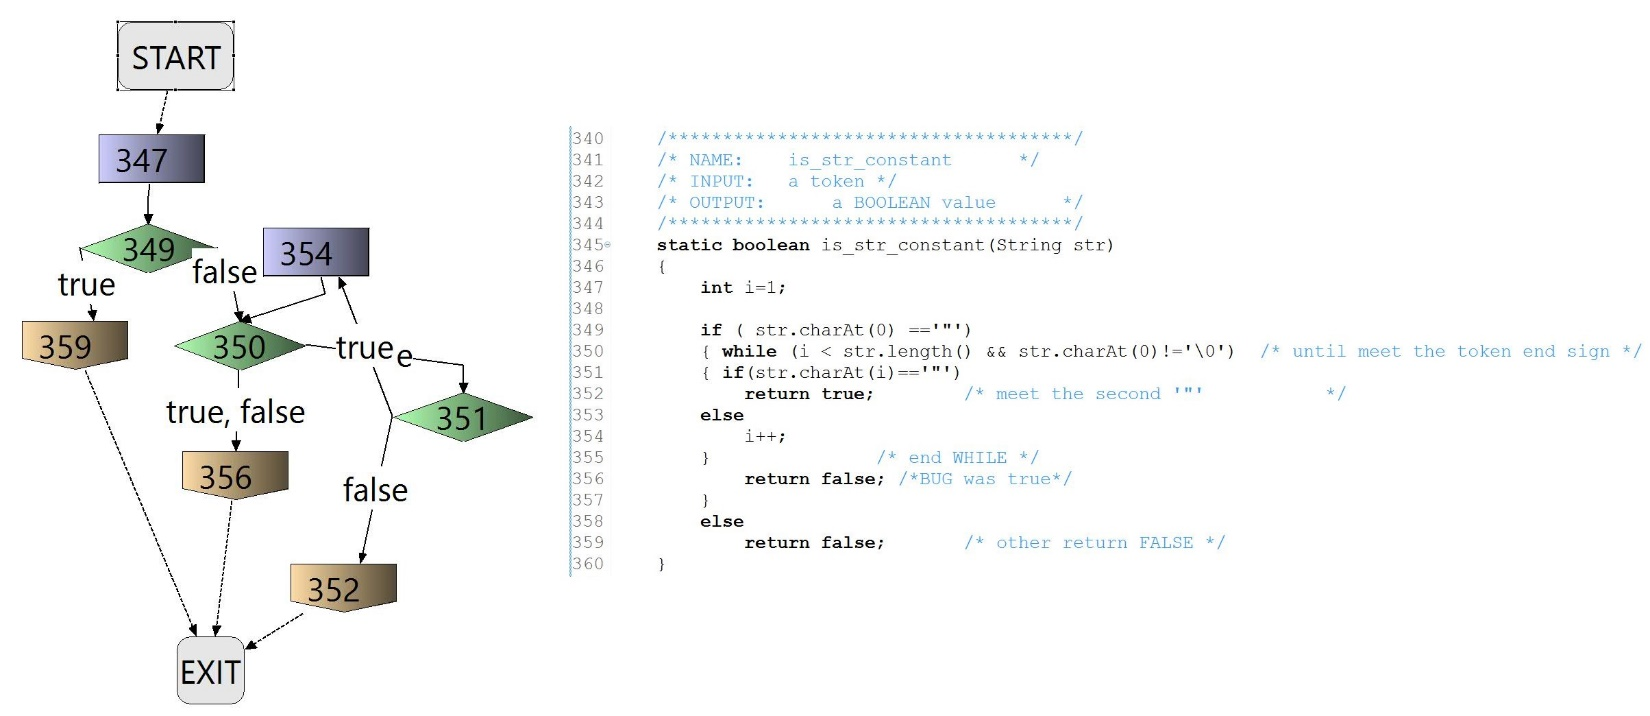 START
347
349
354
true
false
359
350
true
e
true, false
351
356
false
352
EXIT
340 /*************************************/
341 /* NAME: is_str_constant */
342 /* INPUT: a token */
343 /* OUTPUT: a BOOLEAN value */
344 /*************************************/
345 static boolean is_str_constant(String str)
346 {
347 int i=1;
348
349 if ( str.charAt(0) =='"')
350 { while (i < str.length() && str.charAt(0)!='\0') /* until meet the token end sign */
351 { if(str.charAt(i)=='"')
352 return true; /* meet the second '"' */
353 else
354 i++;
355 } /* end WHILE */
356 return false; /*BUG was true*/
357 }
358 else
359 return false; /* other return FALSE */
360 }